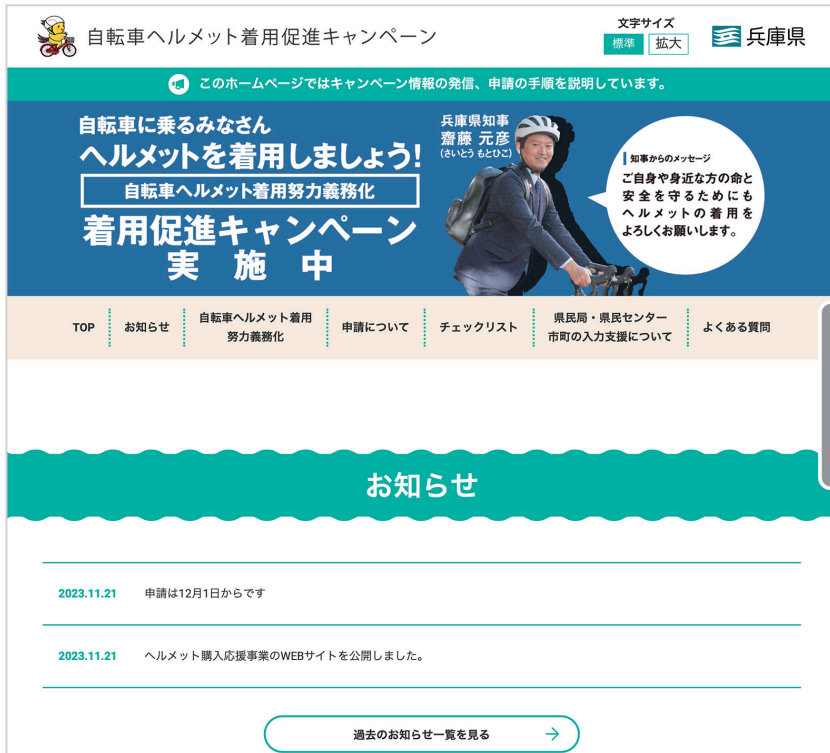 自転車ヘルメット着用促進キャンペーン
文字サイズ
標準 拡大
兵庫県
このホームページではキャンペーン情報の発信、申請の手順を説明しています。
自転車に乗るみなさん
ヘルメットを着用しましょう!
自転車ヘルメット着用努力義務化
着用促進キャンペーン
実施中
兵庫県知事
齋藤 元彦
(さいとう もとひこ)
知事からのメッセージ
ご自身や身近な方の命と
安全を守るためにも
ヘルメットの着用を
よろしくお願いします。
TOP
お知らせ
自転車ヘルメット着用
努力義務化
申請について
チェックリスト
県民局・県民センター
市町の入力支援について
よくある質問
お知らせ
2023.11.21 申請は12月1日からです
2023.11.21 ヘルメット購入応援事業のWEBサイトを公開しました。
過去のお知らせ一覧を見る